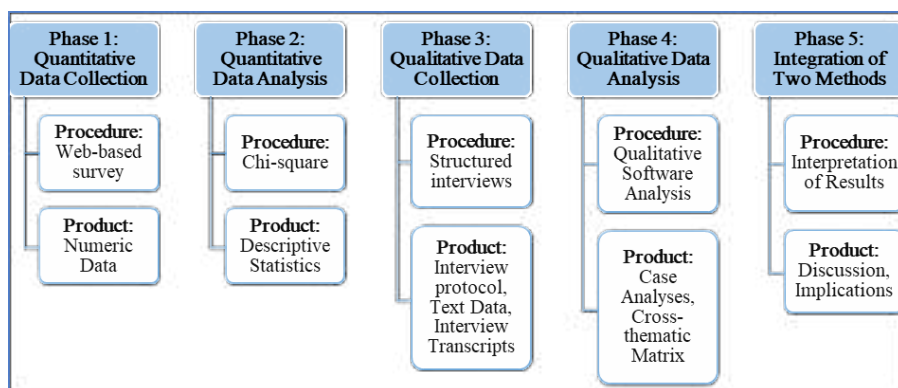 Phase 1:
Quantitative
Data Collection
Procedure:
Web-based
survey
Product:
Numeric
Data
Phase 2:
Quantitative
Data Analysis
Procedure:
Chi-square
Product:
Descriptive
Statistics
Phase 3:
Qualitative Data
Collection
Procedure:
Structured
interviews
Product:
Interview
protocol,
Text Data,
Interview
Transcripts
Phase 4:
Qualitative Data
Analysis
Procedure:
Qualitative
Software
Analysis
Product:
Case
Analyses,
Cross-
thematic
Matrix
Phase 5:
Integration of
Two Methods
Procedure:
Interpretation
of Results
Product:
Discussion,
Implications